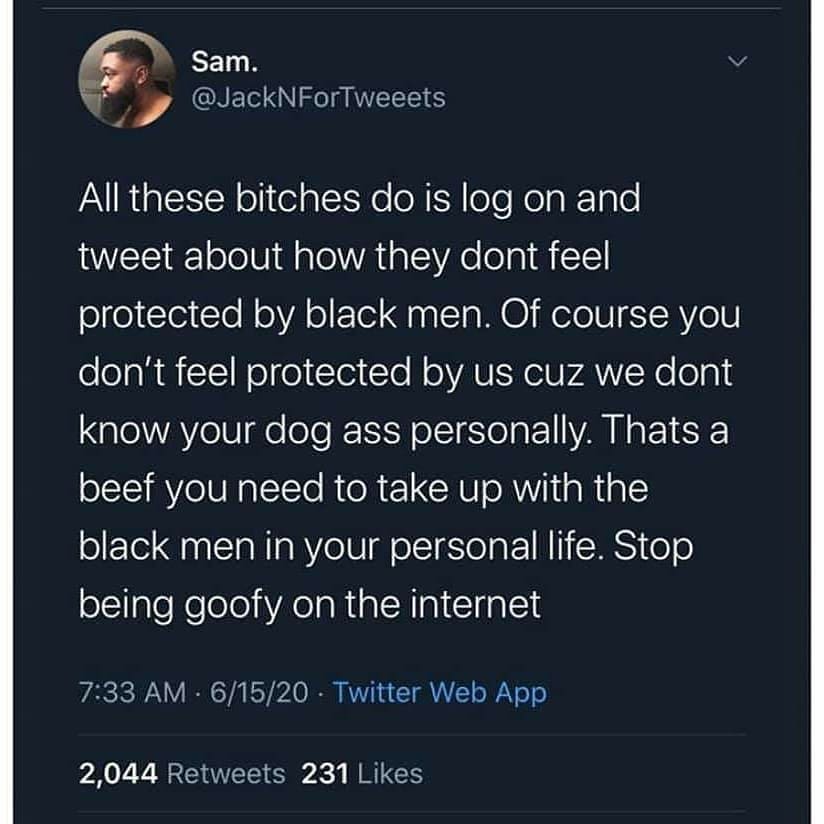 Sam.
@JackNForTweeets
All these bitches do is log on and
tweet about how they dont feel
protected by black men. Of course you
don't feel protected by us cuz we dont
know your dog ass personally. Thats a
beef you need to take up with the
black men in your personal life. Stop
being goofy on the internet
7:33 AM · 6/15/20 · Twitter Web App
2,044 Retweets 231 Likes